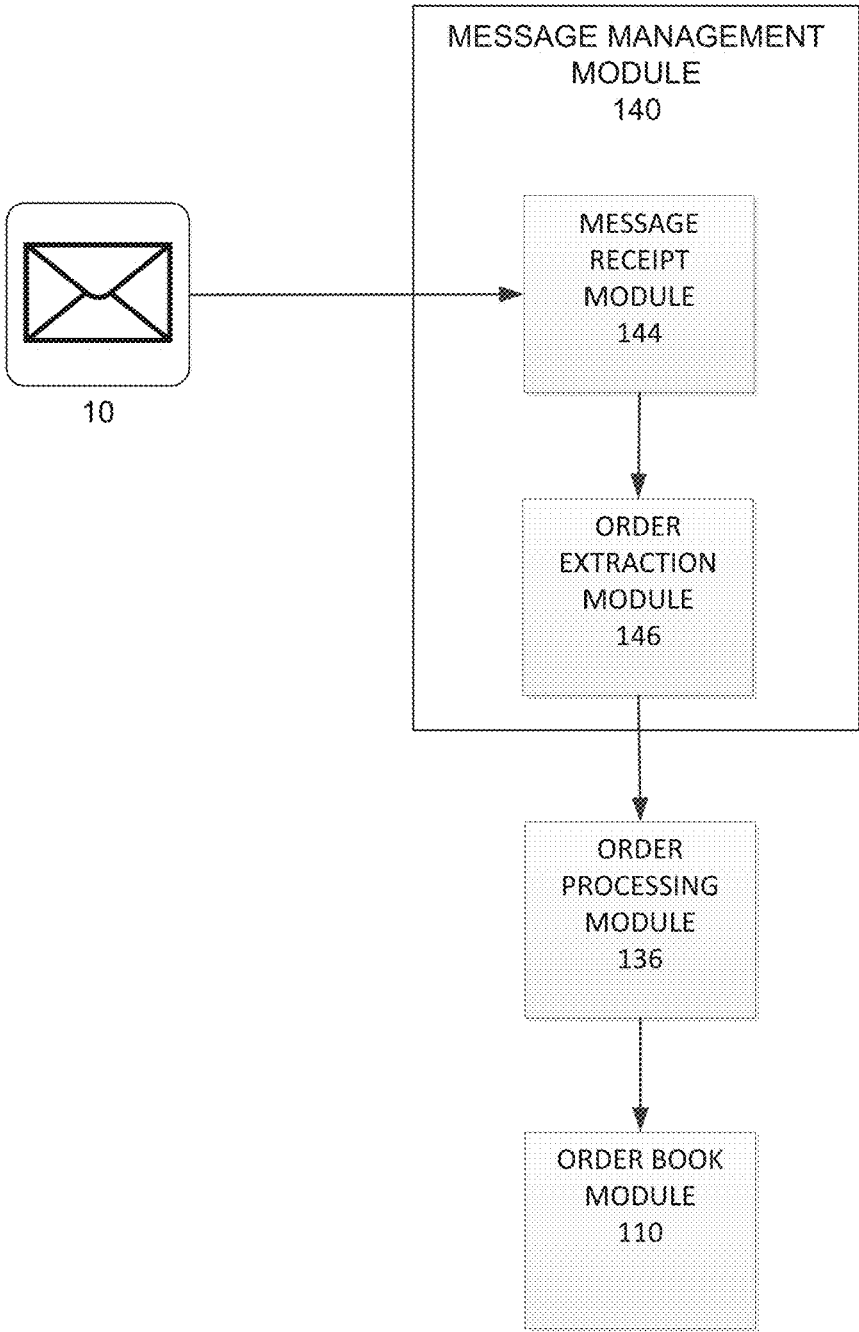 MESSAGE MANAGEMENT
MODULE
140
MESSAGE
RECEIPT
MODULE
144
10
ORDER
EXTRACTION
MODULE
146
ORDER
PROCESSING
MODULE
136
ORDER BOOK
MODULE
110